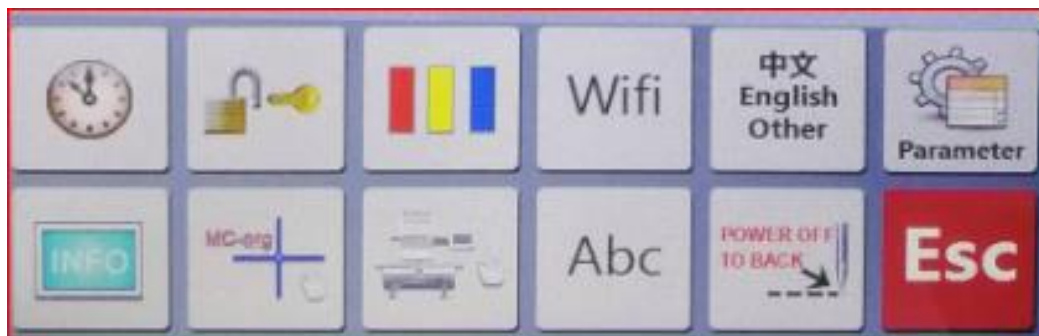 Wifi
中文
English
Other
Parameter
INFO
MC-org
Abc
POWER OFF
TO BACK
Esc